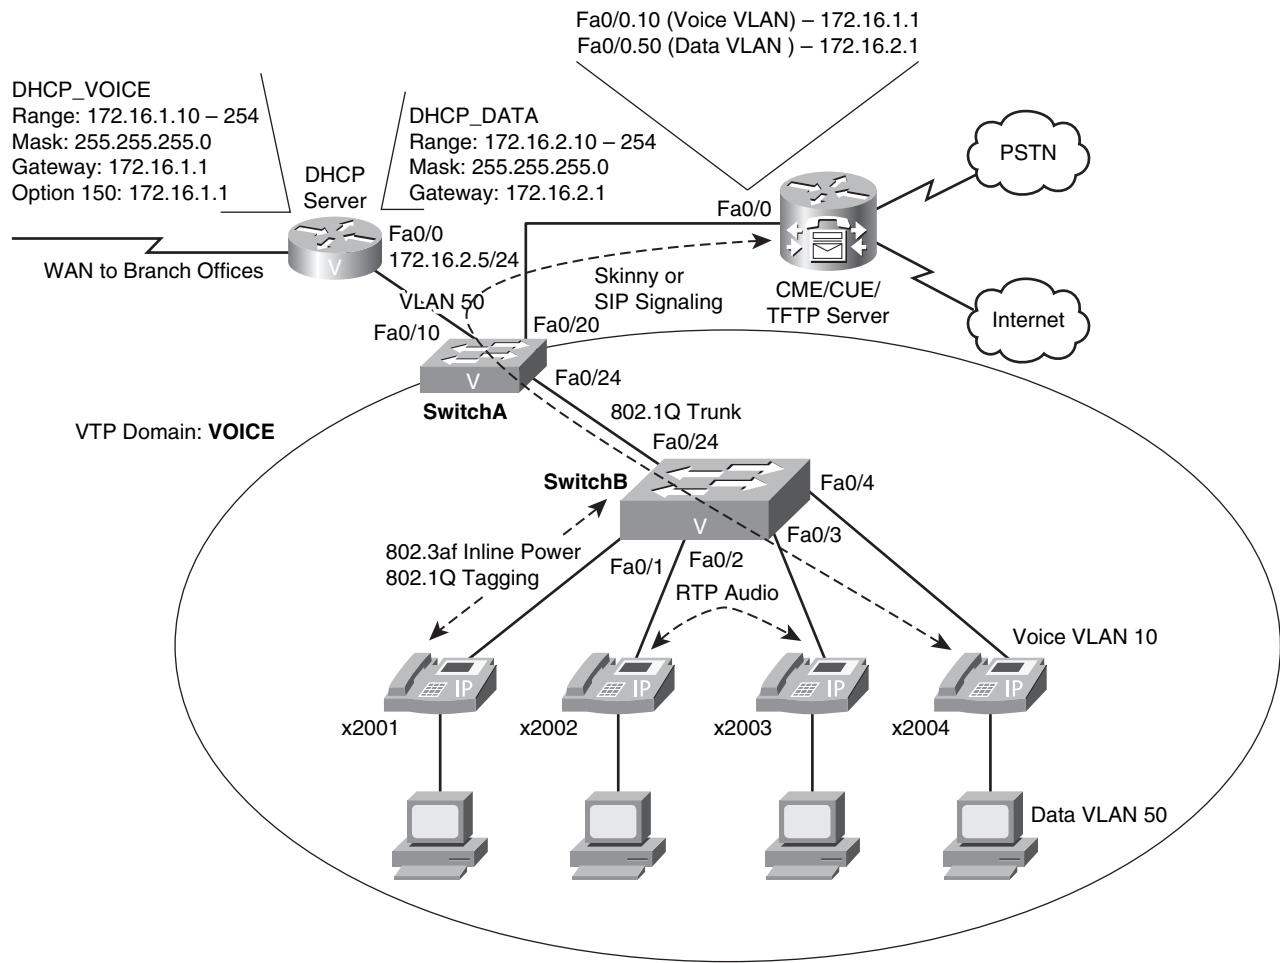 Fa0/0.10 (Voice VLAN) – 172.16.1.1
Fa0/0.50 (Data VLAN ) – 172.16.2.1
DHCP_VOICE
Range: 172.16.1.10 – 254
Mask: 255.255.255.0
Gateway: 172.16.1.1
Option 150: 172.16.1.1
DHCP_DATA
Range: 172.16.2.10 – 254
Mask: 255.255.255.0
Gateway: 172.16.2.1
DHCP
Server
V
Fa0/0
172.16.2.5/24
WAN to Branch Offices
Fa0/0
PSTN
CME/CUE/
TFTP Server
Internet
Skinny or
SIP Signaling
VLAN 50
Fa0/10
Fa0/20
V
Fa0/24
SwitchA
802.1Q Trunk
VTP Domain: VOICE
Fa0/24
SwitchB
V
Fa0/4
Fa0/3
Fa0/1
Fa0/2
802.3af Inline Power
802.1Q Tagging
RTP Audio
Voice VLAN 10
IP
IP
IP
IP
x2001
x2002
x2003
x2004
Data VLAN 50